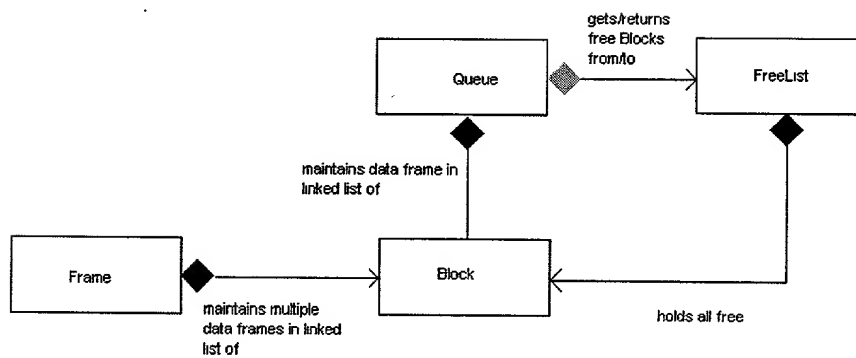 gets/returns
free Blocks
from/to
Queue
FreeList
maintains data frame in
linked list of
Frame
Block
maintains multiple
data frames in linked
list of
holds all free